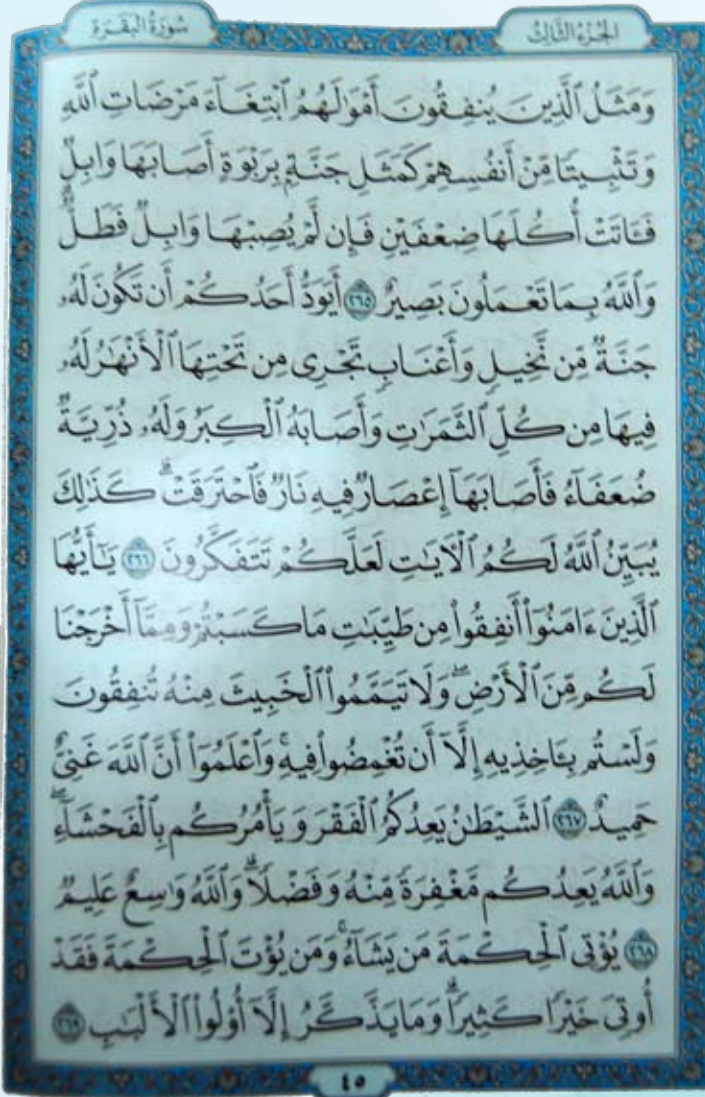 الجزء الثالث
سورة البقرة
وَمَثَلُ ٱلَّذِينَ يُنفِقُونَ أَمۡوَٰلَهُمُ ٱبۡتِغَآءَ مَرۡضَاتِ ٱللَّهِ
وَتَثۡبِيتٗا مِّنۡ أَنفُسِهِمۡ كَمَثَلِ جَنَّةِۭ بِرَبۡوَةٍ أَصَابَهَا وَابِلٞ
فَـَٔاتَتۡ أُكُلَهَا ضِعۡفَيۡنِ فَإِن لَّمۡ يُصِبۡهَا وَابِلٞ فَطَلّٞۗ
وَٱللَّهُ بِمَا تَعۡمَلُونَ بَصِيرٌ ٢٦٥ أَيَوَدُّ أَحَدُكُمۡ أَن تَكُونَ لَهُۥ
جَنَّةٞ مِّن نَّخِيلٖ وَأَعۡنَابٖ تَجۡرِي مِن تَحۡتِهَا ٱلۡأَنۡهَٰرُ لَهُۥ
فِيهَا مِن كُلِّ ٱلثَّمَرَٰتِ وَأَصَابَهُ ٱلۡكِبَرُ وَلَهُۥ ذُرِّيَّةٞ
ضُعَفَآءُ فَأَصَابَهَآ إِعۡصَارٞ فِيهِ نَارٞ فَٱحۡتَرَقَتۡۗ كَذَٰلِكَ
يُبَيِّنُ ٱللَّهُ لَكُمُ ٱلۡأٓيَٰتِ لَعَلَّكُمۡ تَتَفَكَّرُونَ ٢٦٦ يَٰٓأَيُّهَا
ٱلَّذِينَ ءَامَنُوٓاْ أَنفِقُواْ مِن طَيِّبَٰتِ مَا كَسَبۡتُمۡ وَمِمَّآ أَخۡرَجۡنَا
لَكُم مِّنَ ٱلۡأَرۡضِۖ وَلَا تَيَمَّمُواْ ٱلۡخَبِيثَ مِنۡهُ تُنفِقُونَ
وَلَسۡتُم بِـَٔاخِذِيهِ إِلَّآ أَن تُغۡمِضُواْ فِيهِۚ وَٱعۡلَمُوٓاْ أَنَّ ٱللَّهَ غَنِيٌّ
حَمِيدٌ ٢٦٧ ٱلشَّيۡطَٰنُ يَعِدُكُمُ ٱلۡفَقۡرَ وَيَأۡمُرُكُم بِٱلۡفَحۡشَآءِۖ
وَٱللَّهُ يَعِدُكُم مَّغۡفِرَةٗ مِّنۡهُ وَفَضۡلٗاۗ وَٱللَّهُ وَٰسِعٌ عَلِيمٞ
٢٦٨ يُؤۡتِي ٱلۡحِكۡمَةَ مَن يَشَآءُۚ وَمَن يُؤۡتَ ٱلۡحِكۡمَةَ فَقَدۡ
أُوتِيَ خَيۡرٗا كَثِيرٗاۗ وَمَا يَذَّكَّرُ إِلَّآ أُوْلُواْ ٱلۡأَلۡبَٰبِ ٢٦٩
٤٥